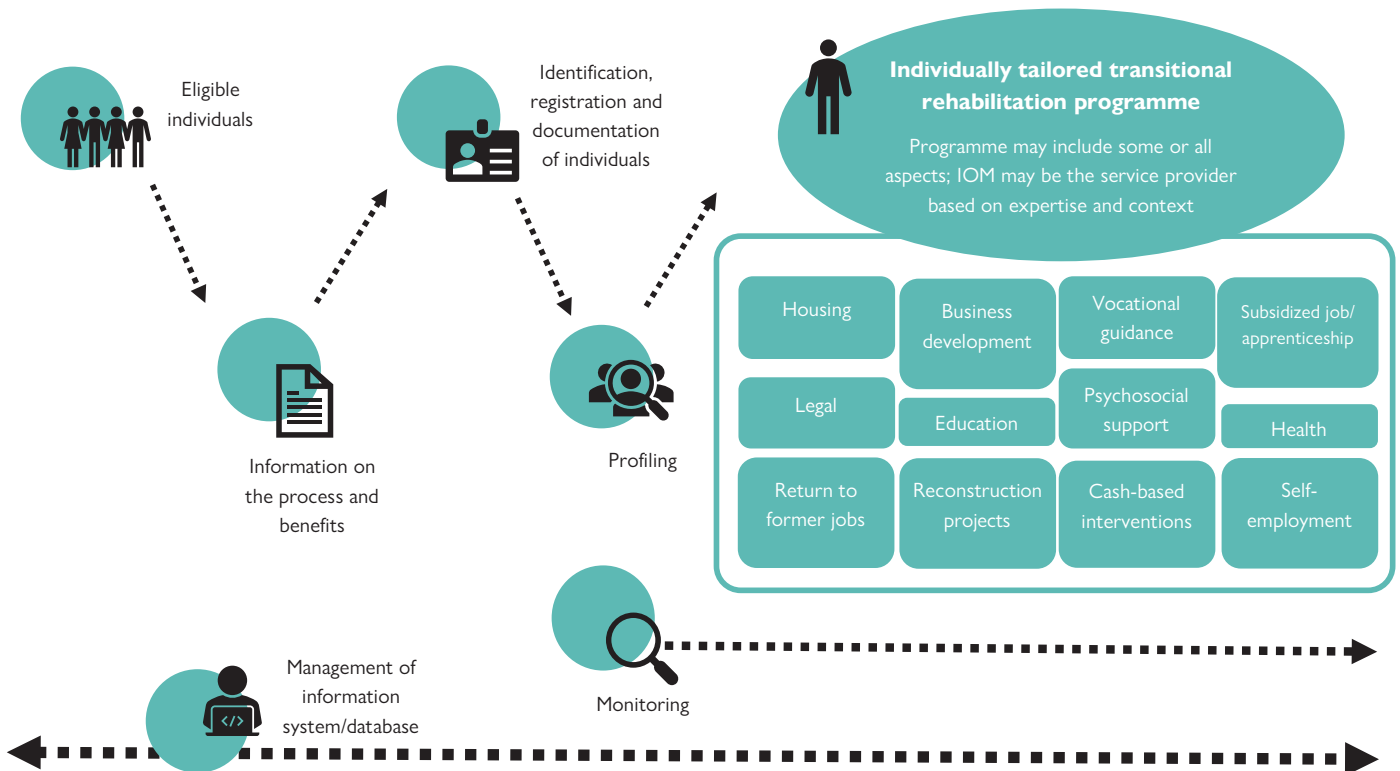 Eligible
individuals
Information on
the process and
benefits
Identification,
registration and
documentation
of individuals
Profiling
Individually tailored transitional
rehabilitation programme
Programme may include some or all
aspects; IOM may be the service provider
based on expertise and context
Housing
Business
development
Vocational
guidance
Subsidized job/
apprenticeship
Legal
Education
Psychosocial
support
Health
Return to
former jobs
Reconstruction
projects
Cash-based
interventions
Self-
employment
Monitoring
Management of
information
system/database
</>